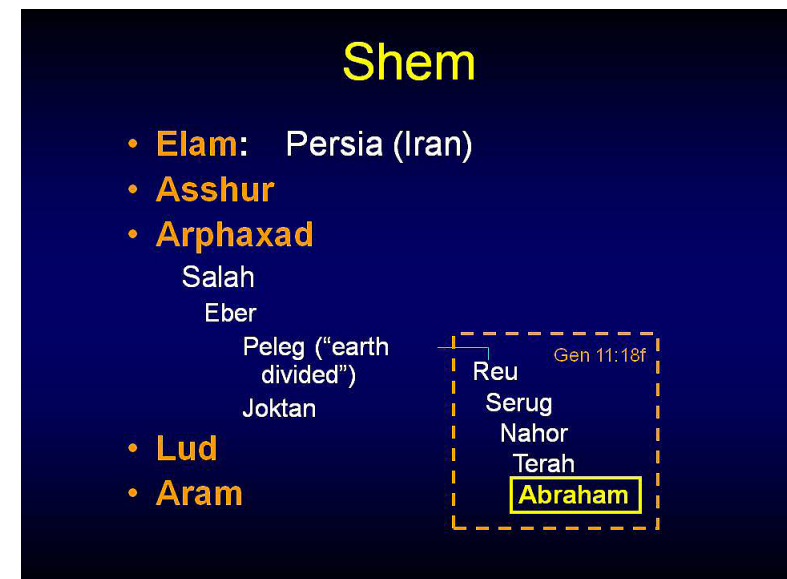 Shem
• Elam: Persia (Iran)
• Asshur
• Arphaxad
Salah
Eber
Peleg (“earth
divided”)
Joktan
• Lud
• Aram
Gen 11:18f
Reu
Serug
Nahor
Terah
Abraham